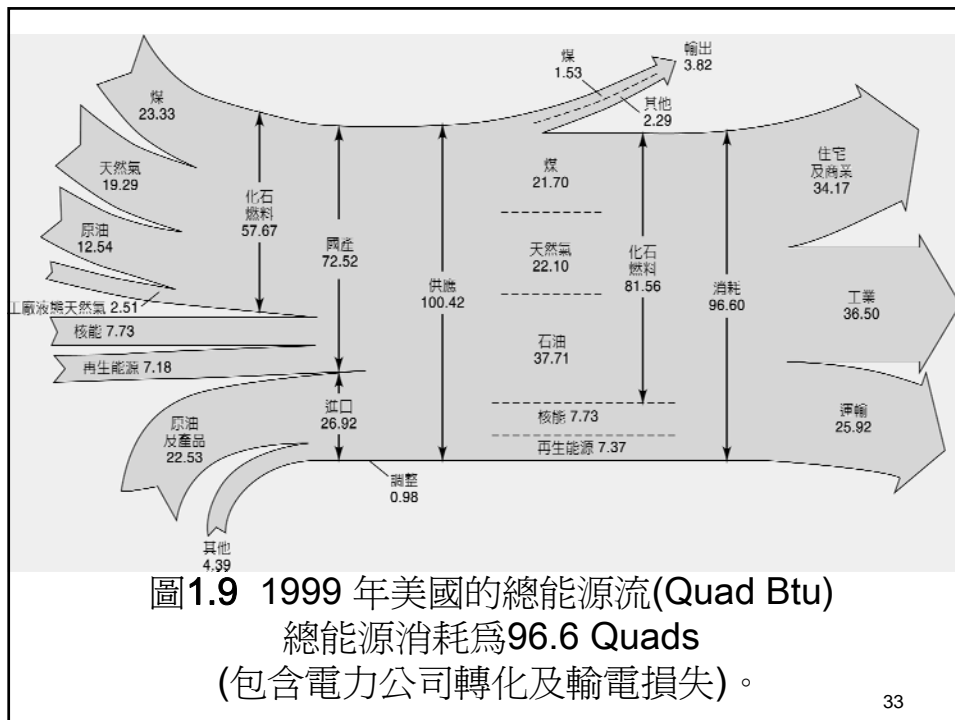 煤
23.33
天然氣
19.29
原油
12.54
工廠液態天然氣 2.51
核能 7.73
再生能源 7.18
原油
及產品
22.53
其他
4.39
化石
燃料
57.67
國產
72.52
進口
26.92
調整
0.98
供應
100.42
煤
1.53
其他
2.29
輸出
3.82
煤
21.70
天然氣
22.10
石油
37.71
核能 7.73
再生能源 7.37
化石
燃料
81.56
消耗
96.60
住宅
及商業
34.17
工業
36.50
運輸
25.92
圖1.9 1999 年美國的總能源流(Quad Btu)
總能源消耗為96.6 Quads
(包含電力公司轉化及輸電損失)。
33